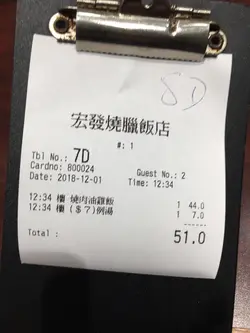 8D
宏發燒臘飯店
#: 1
Tbl No.: 7D
Cardno: 800024 Guest No.: 2
Date: 2018-12-01 Time: 12:34
12:34 櫃 燒肉油雞飯 1 44.0
12:34 櫃 ($7)例湯 1 7.0
Total : 51.0